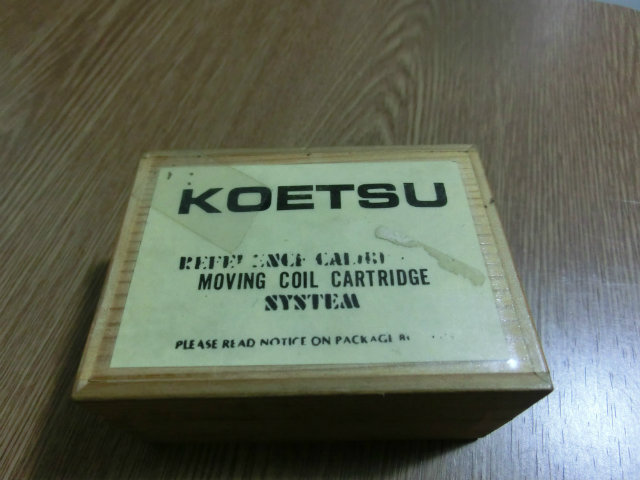 KOETSU
MOVING COIL CARTRIDGE
SYSTEM
PLEASE READ NOTICE ON PACKAGE